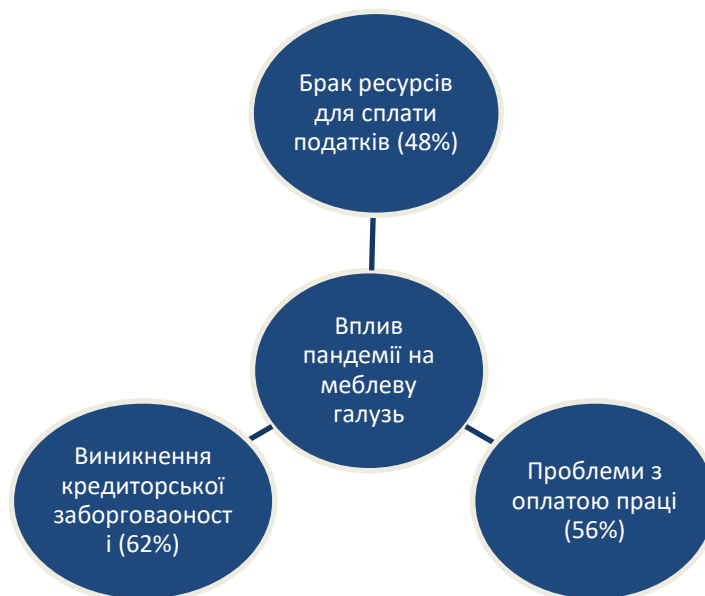 Брак ресурсів
для сплати
податків (48%)
Вплив
пандемії на
меблеву
галузь
Виникнення
кредиторської
заборговаоност
і (62%)
Проблеми з
оплатою праці
(56%)